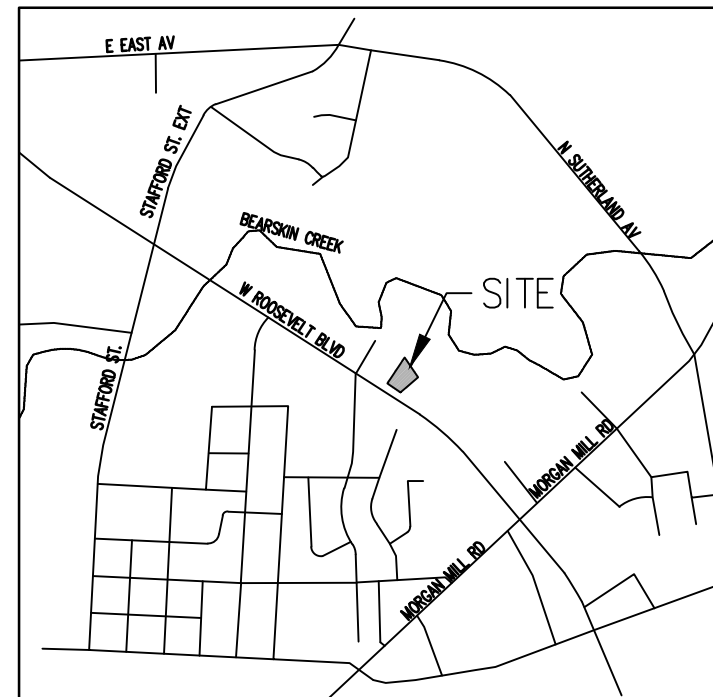 E EAST AV
STAFFORD ST. EXT
N SUTHERLAND AV
BEARSKIN CREEK
SITE
W ROOSEVELT BLVD
STAFFORD ST.
MORGAN MILL RD
MORGAN MILL RD